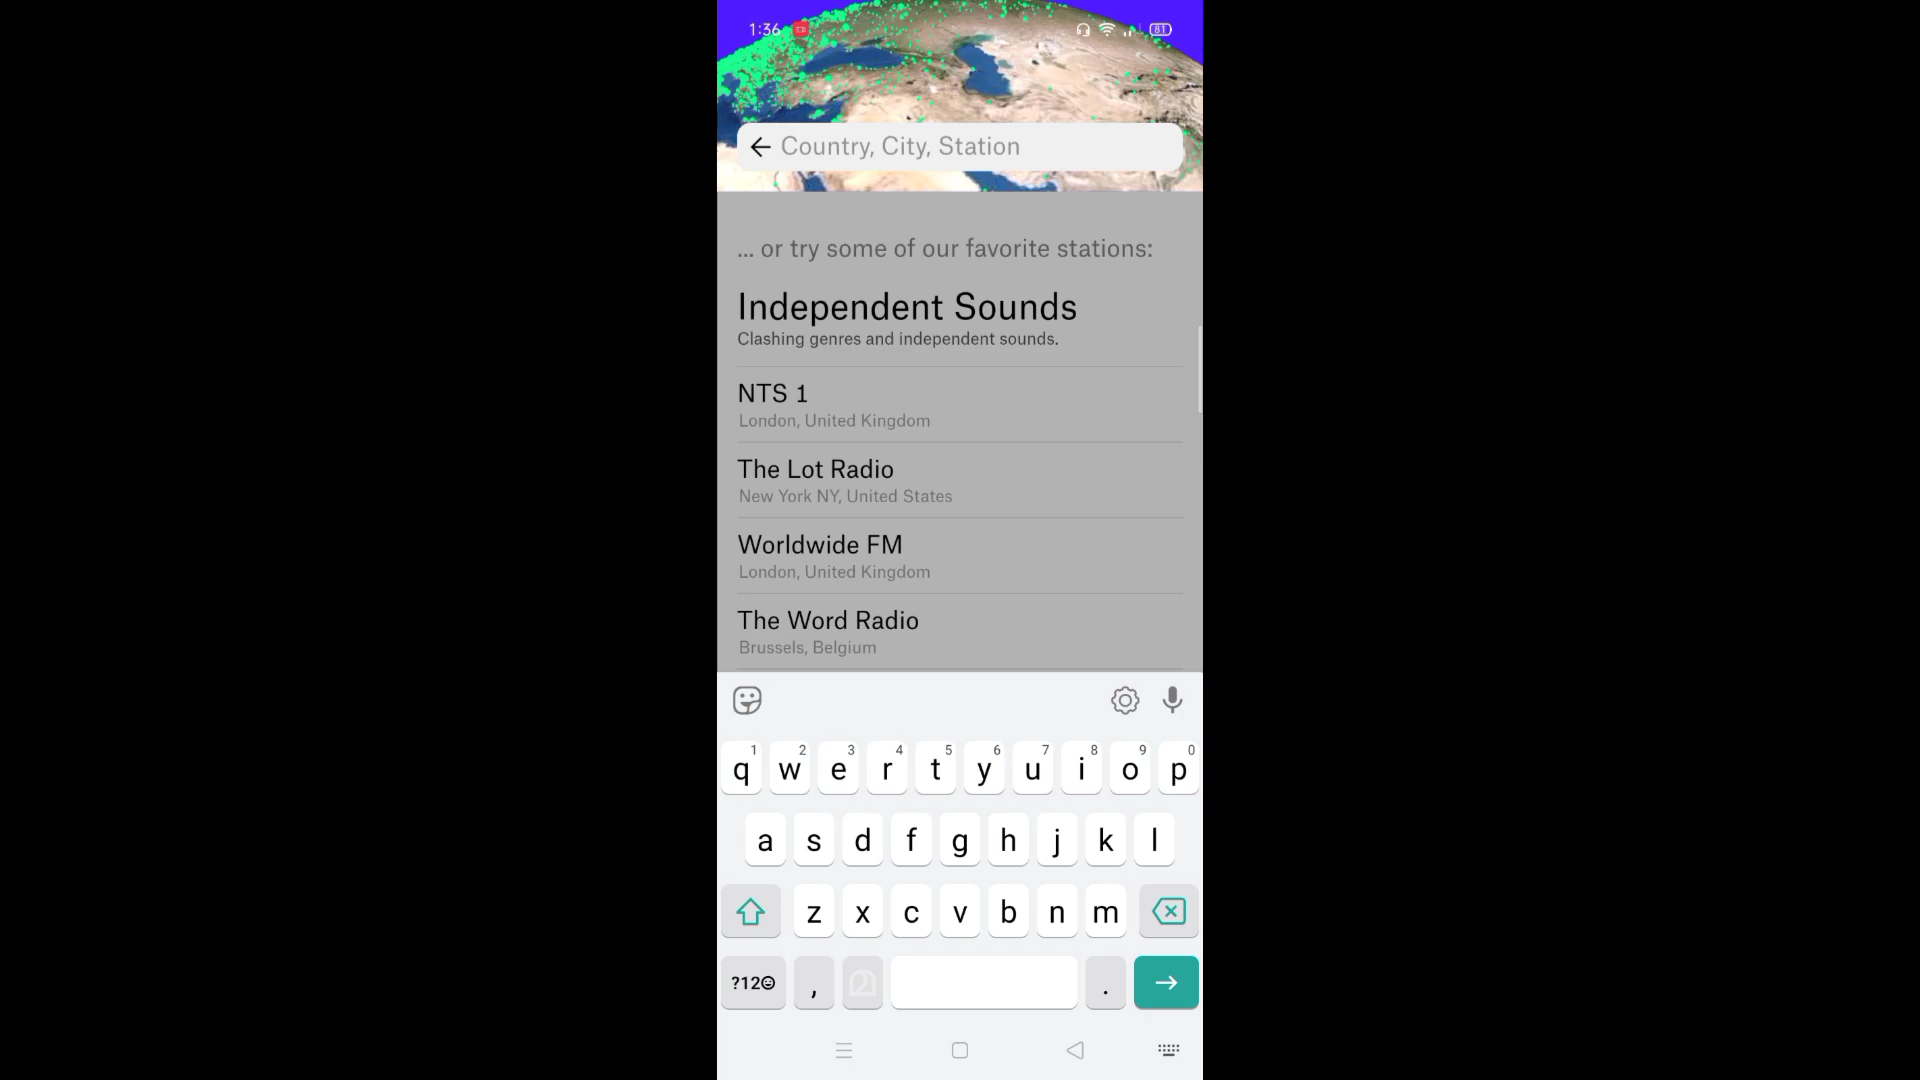 1:36
81
Country, City, Station
... or try some of our favorite stations:
Independent Sounds
Clashing genres and independent sounds.
NTS 1
London, United Kingdom
The Lot Radio
New York NY, United States
Worldwide FM
London, United Kingdom
The Word Radio
Brussels, Belgium
1 2 3 4 5 6 7 8 9 0
q w e r t y u i o p
a s d f g h j k l
z x c v b n m
?12☺ , .